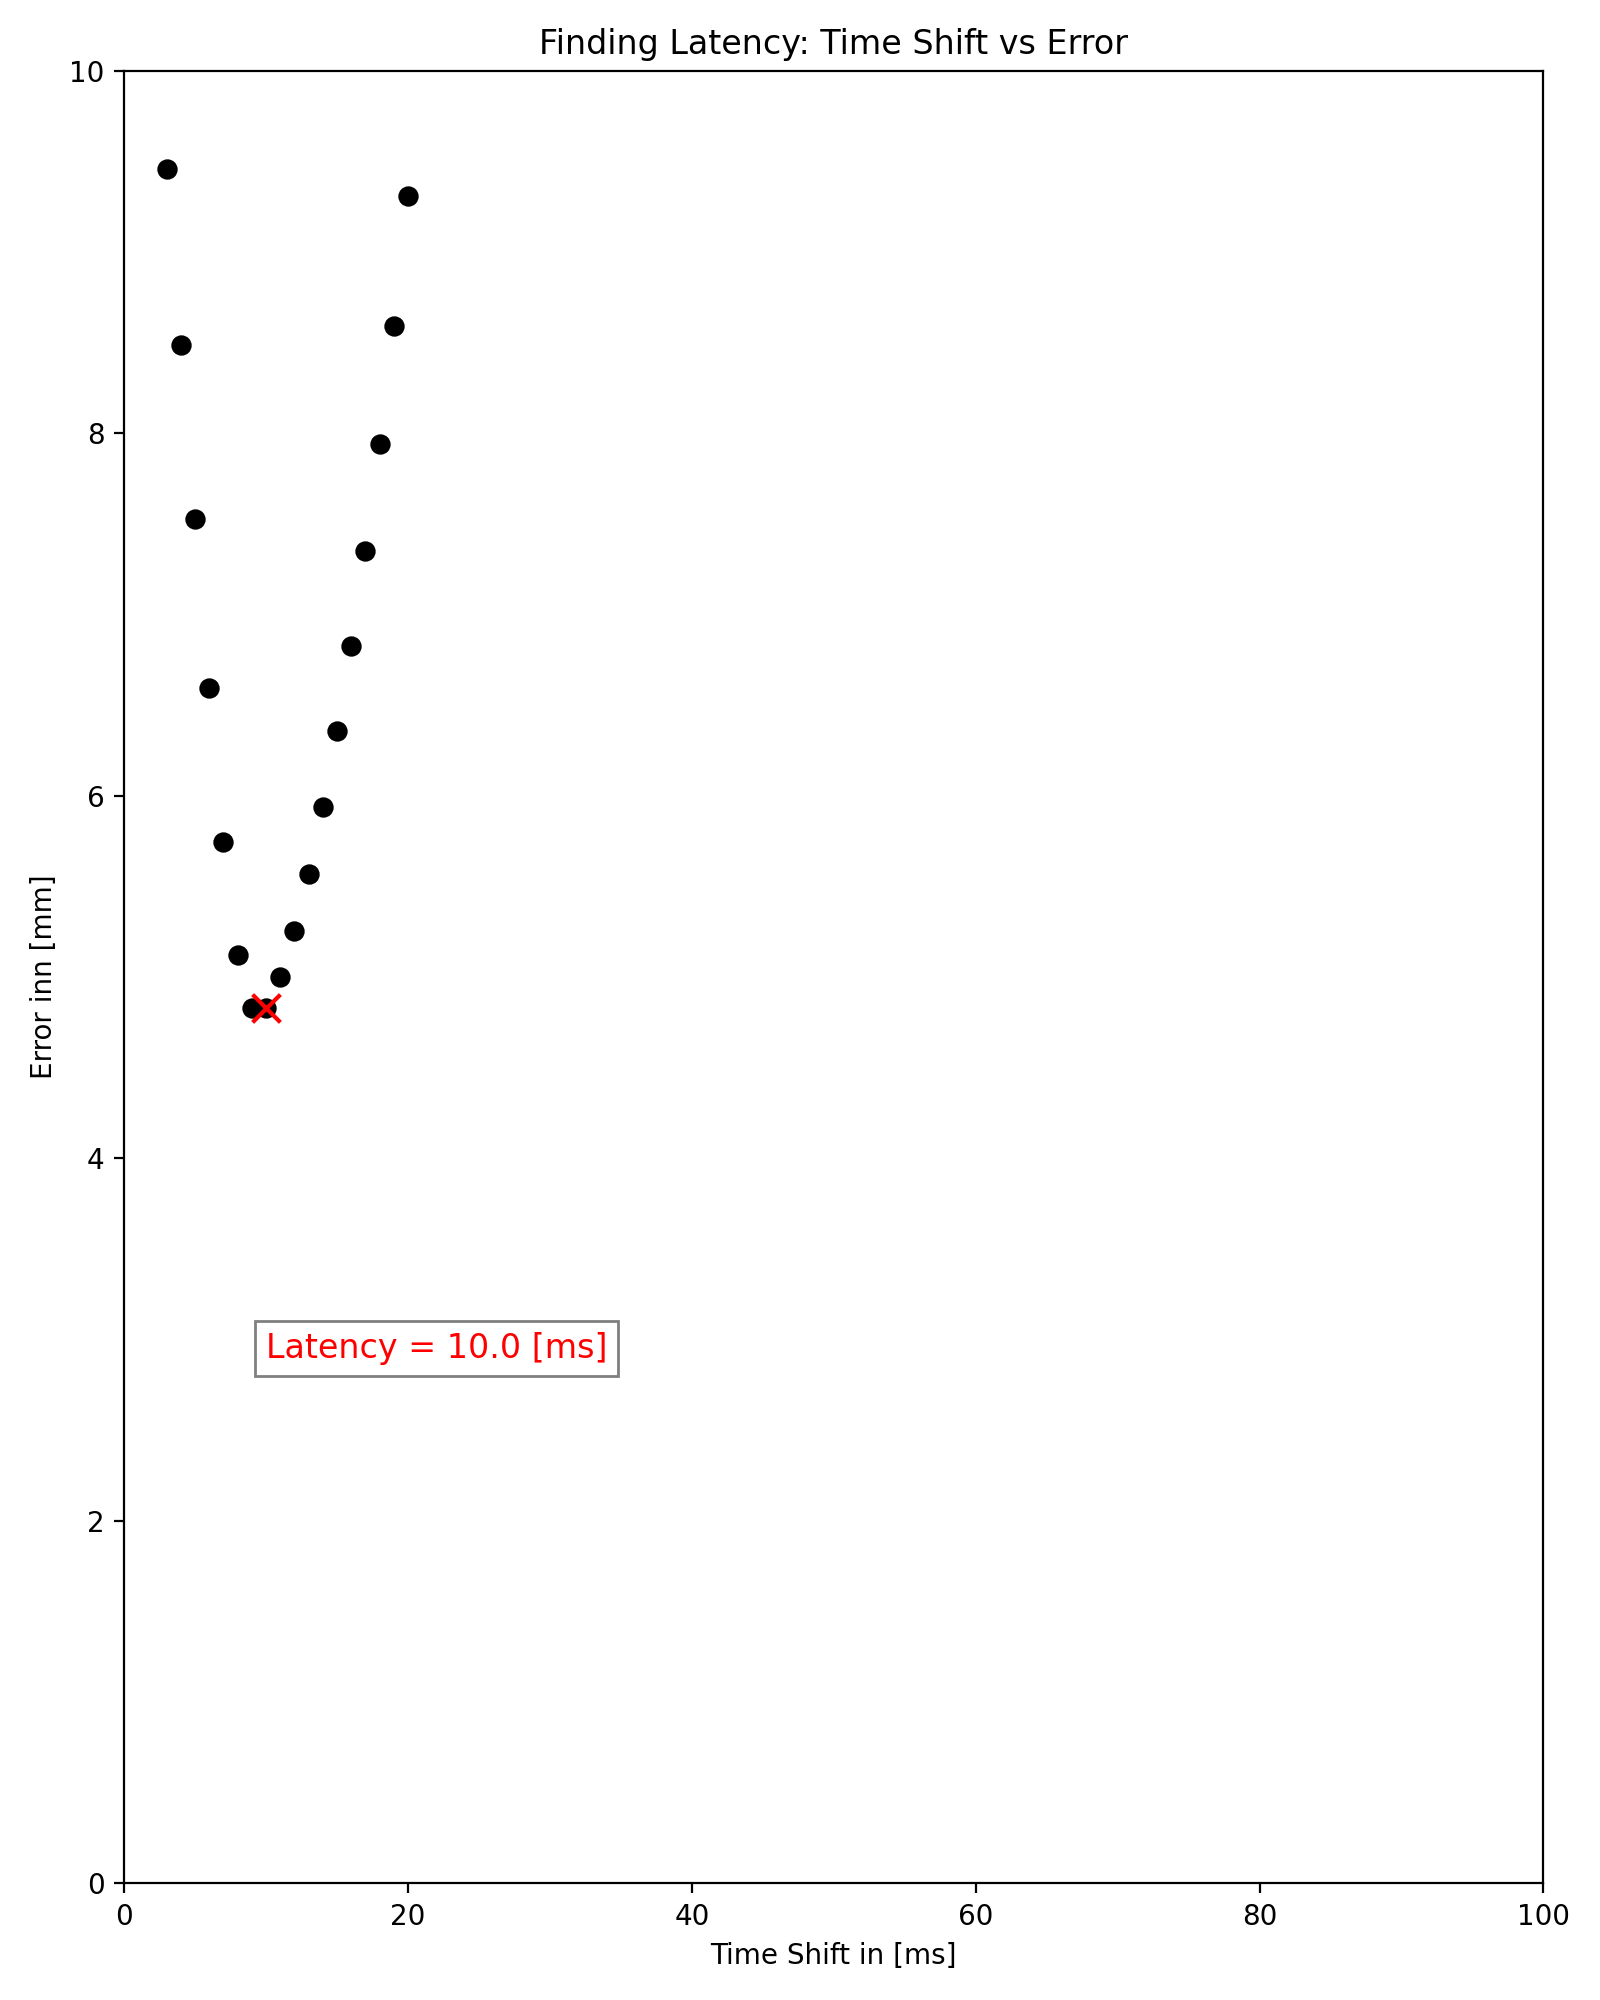 Finding Latency: Time Shift vs Error
10
8
6
4
2
0
Error inn [mm]
Latency = 10.0 [ms]
0 20 40 60 80 100
Time Shift in [ms]